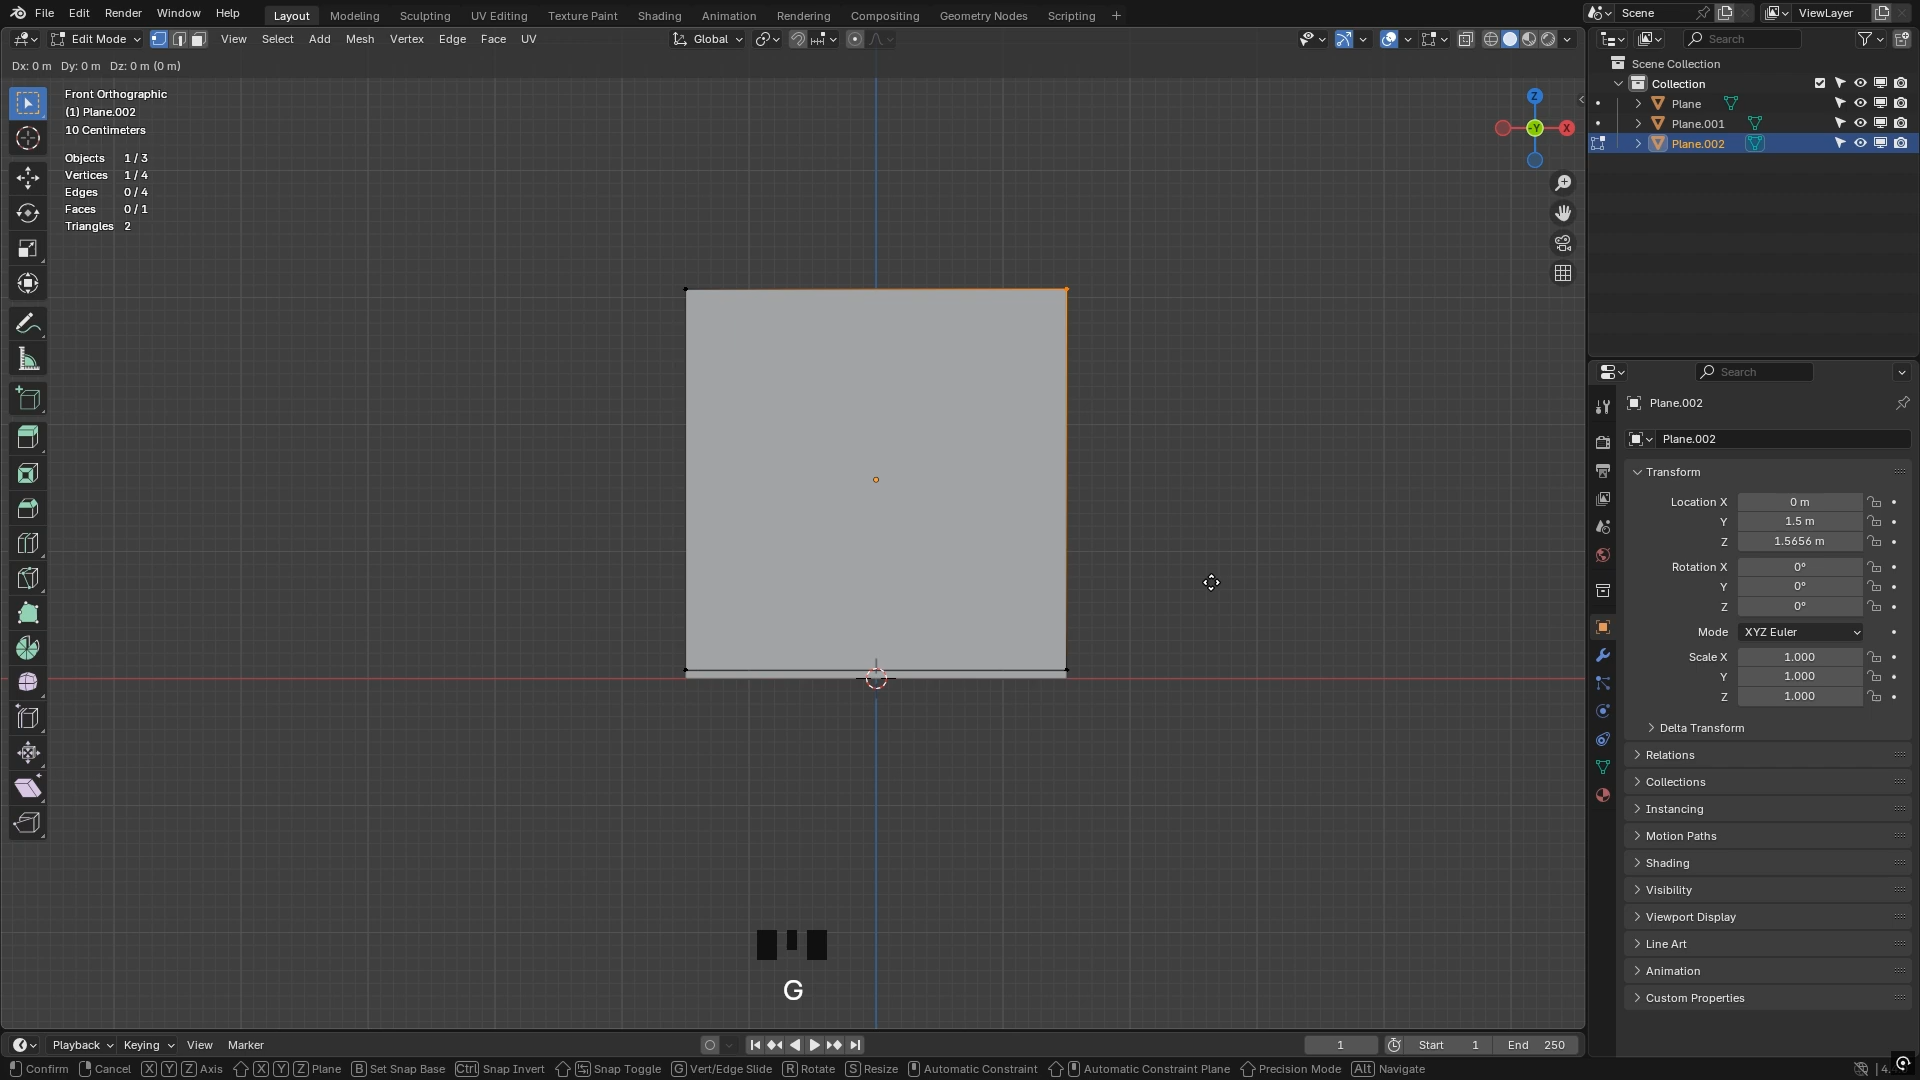 File Edit Render Window Help Layout Modeling Sculpting UV Editing Texture Paint Shading Animation Rendering Compositing Geometry Nodes Scripting + Scene ViewLayer
Edit Mode View Select Add Mesh Vertex Edge Face UV Global Search
Dx: 0 m Dy: 0 m Dz: 0 m (0 m)
Front Orthographic
(1) Plane.002
10 Centimeters
Objects 1 / 3
Vertices 1 / 4
Edges 0 / 4
Faces 0 / 1
Triangles 2
Z
-Y
X
Scene Collection
Collection
Plane
Plane.001
Plane.002
Search
Plane.002
Plane.002
Transform
Location X 0 m
Y 1.5 m
Z 1.5656 m
Rotation X 0°
Y 0°
Z 0°
Mode XYZ Euler
Scale X 1.000
Y 1.000
Z 1.000
Delta Transform
Relations
Collections
Instancing
Motion Paths
Shading
Visibility
Viewport Display
Line Art
Animation
Custom Properties
G
Playback Keying View Marker 1 Start 1 End 250
Confirm Cancel X Y Z Axis X Y Z Plane B Set Snap Base Ctrl Snap Invert Snap Toggle G Vert/Edge Slide R Rotate S Resize Automatic Constraint Automatic Constraint Plane Precision Mode Alt Navigate